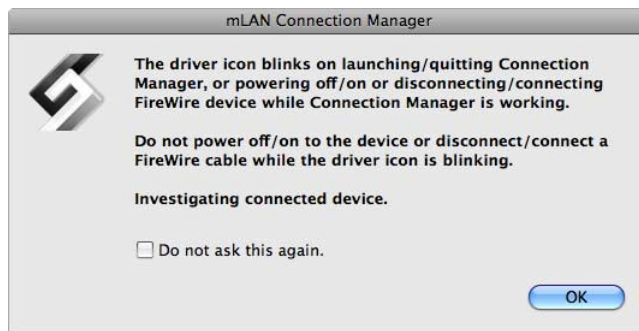 mLAN Connection Manager
The driver icon blinks on launching/quitting Connection
Manager, or powering off/on or disconnecting/connecting
FireWire device while Connection Manager is working.
Do not power off/on to the device or disconnect/connect a
FireWire cable while the driver icon is blinking.
Investigating connected device.
Do not ask this again.
OK